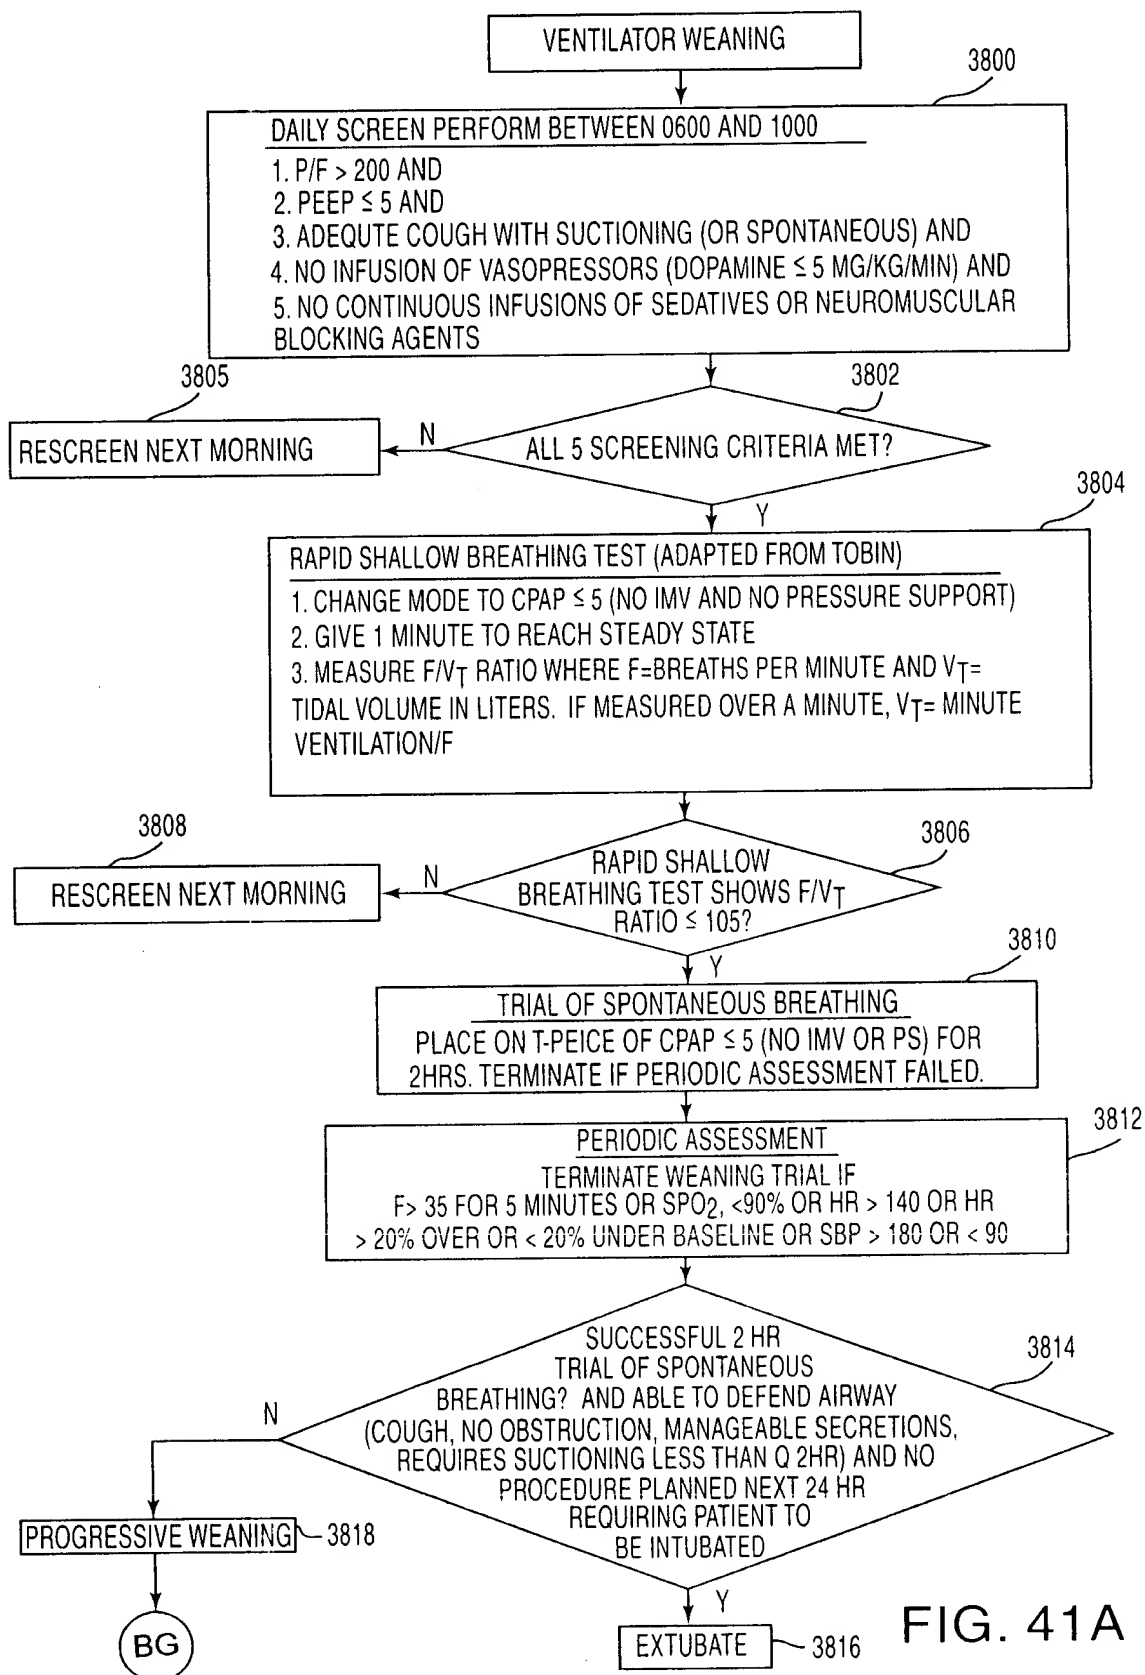 VENTILATOR WEANING
3800
DAILY SCREEN PERFORM BETWEEN 0600 AND 1000
1. P/F > 200 AND
2. PEEP ≤ 5 AND
3. ADEQUTE COUGH WITH SUCTIONING (OR SPONTANEOUS) AND
4. NO INFUSION OF VASOPRESSORS (DOPAMINE ≤ 5 MG/KG/MIN) AND
5. NO CONTINUOUS INFUSIONS OF SEDATIVES OR NEUROMUSCULAR
BLOCKING AGENTS
3805
3802
RESCREEN NEXT MORNING
N
ALL 5 SCREENING CRITERIA MET?
Y
3804
RAPID SHALLOW BREATHING TEST (ADAPTED FROM TOBIN)
1. CHANGE MODE TO CPAP ≤ 5 (NO IMV AND NO PRESSURE SUPPORT)
2. GIVE 1 MINUTE TO REACH STEADY STATE
3. MEASURE F/VT RATIO WHERE F=BREATHS PER MINUTE AND VT=
TIDAL VOLUME IN LITERS. IF MEASURED OVER A MINUTE, VT= MINUTE
VENTILATION/F
3808
3806
RESCREEN NEXT MORNING
N
RAPID SHALLOW
BREATHING TEST SHOWS F/VT
RATIO ≤ 105?
Y
3810
TRIAL OF SPONTANEOUS BREATHING
PLACE ON T-PEICE OF CPAP ≤ 5 (NO IMV OR PS) FOR
2HRS. TERMINATE IF PERIODIC ASSESSMENT FAILED.
3812
PERIODIC ASSESSMENT
TERMINATE WEANING TRIAL IF
F> 35 FOR 5 MINUTES OR SPO2, <90% OR HR > 140 OR HR
> 20% OVER OR < 20% UNDER BASELINE OR SBP > 180 OR < 90
3814
SUCCESSFUL 2 HR
TRIAL OF SPONTANEOUS
BREATHING? AND ABLE TO DEFEND AIRWAY
(COUGH, NO OBSTRUCTION, MANAGEABLE SECRETIONS,
REQUIRES SUCTIONING LESS THAN Q 2HR) AND NO
PROCEDURE PLANNED NEXT 24 HR
REQUIRING PATIENT TO
BE INTUBATED
N
PROGRESSIVE WEANING
3818
BG
Y
EXTUBATE
3816
FIG. 41A